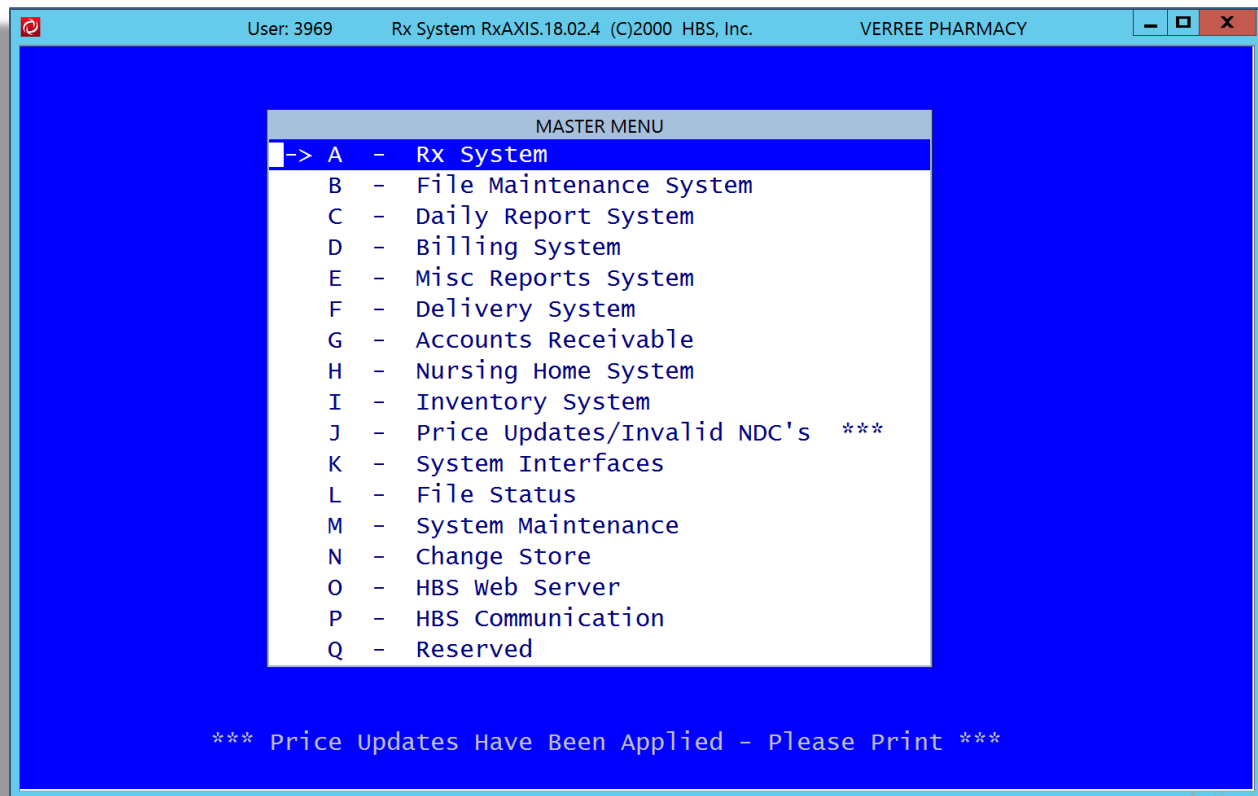 User: 3969 Rx System RxAXIS.18.02.4 (C)2000 HBS, Inc. VERREE PHARMACY
MASTER MENU
-> A - Rx System
B - File Maintenance System
C - Daily Report System
D - Billing System
E - Misc Reports System
F - Delivery System
G - Accounts Receivable
H - Nursing Home System
I - Inventory System
J - Price Updates/Invalid NDC's ***
K - System Interfaces
L - File Status
M - System Maintenance
N - Change Store
O - HBS Web Server
P - HBS Communication
Q - Reserved
*** Price Updates Have Been Applied - Please Print ***